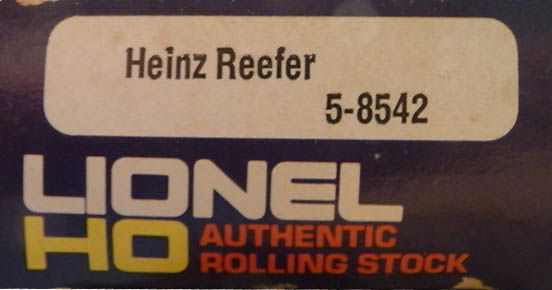 Heinz Reefer
5-8542
LIONEL
HO AUTHENTIC
ROLLING STOCK